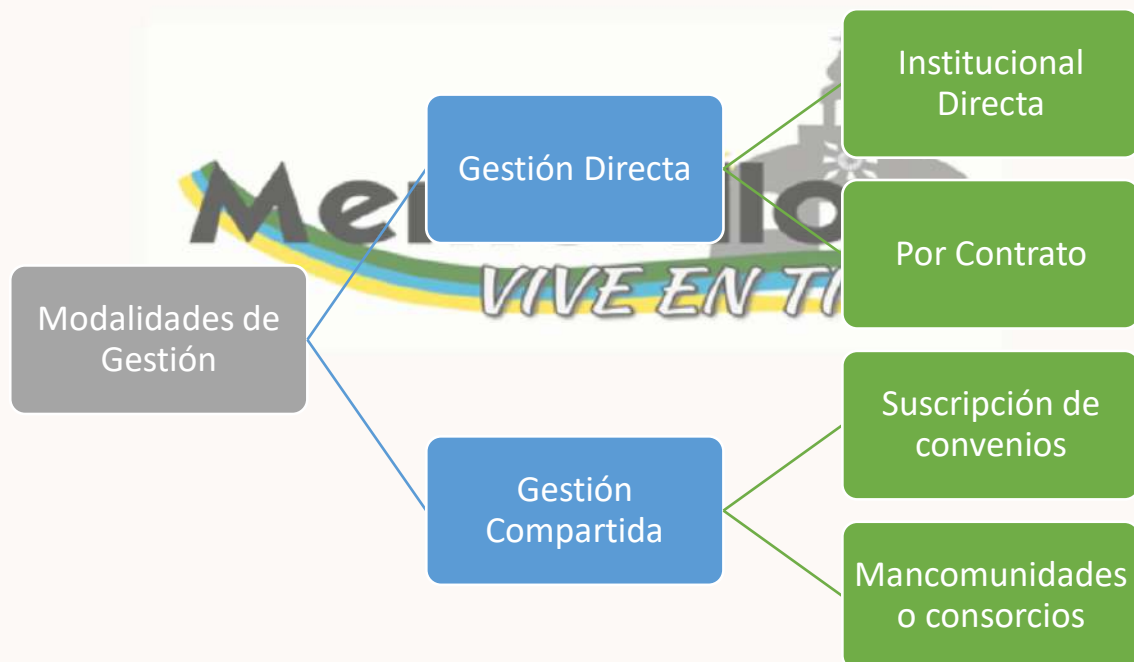 Modalidades de
Gestión
Gestión Directa
Institucional
Directa
Por Contrato
Gestión
Compartida
Suscripción de
convenios
Mancomunidades
o consorcios
VIVE EN TI